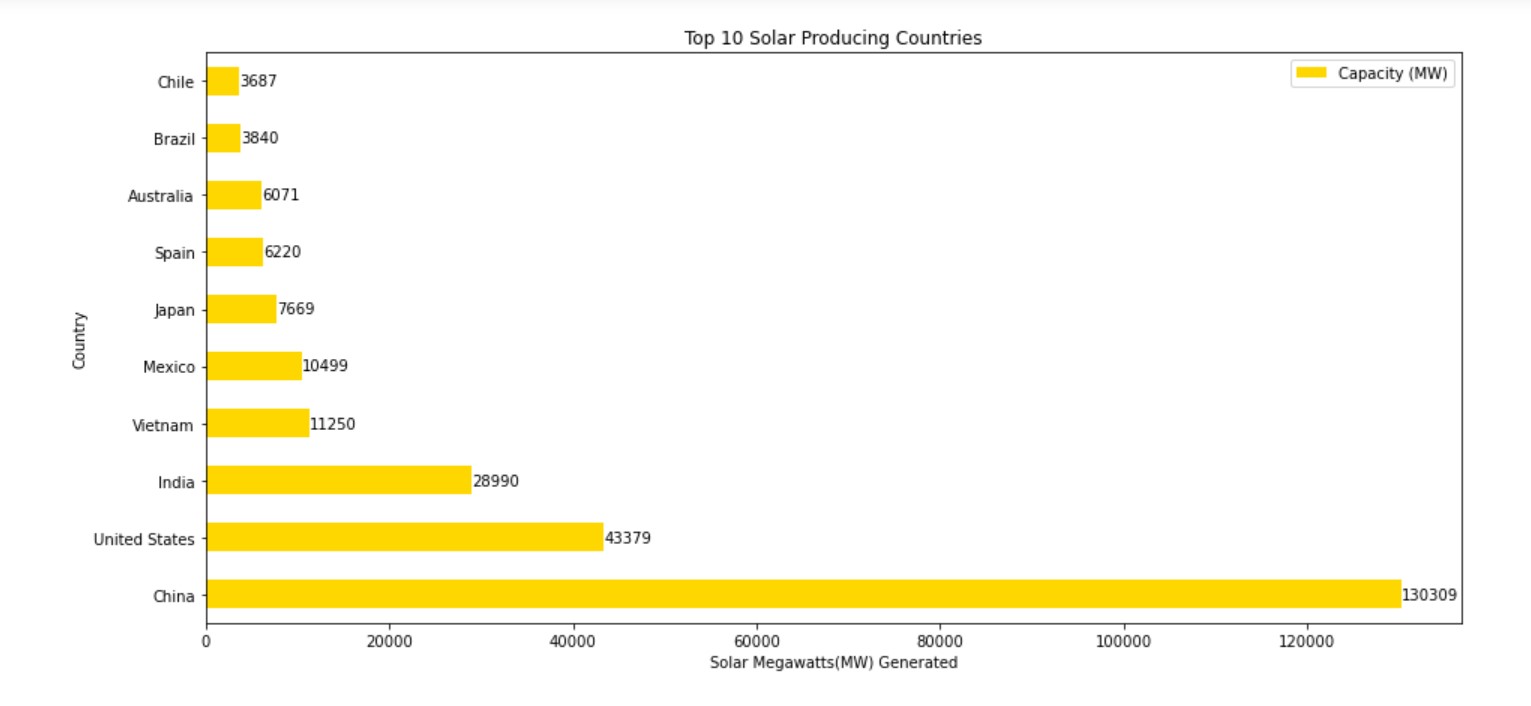 Top 10 Solar Producing Countries
Capacity (MW)
Country
Chile 3687
Brazil 3840
Australia 6071
Spain 6220
Japan 7669
Mexico 10499
Vietnam 11250
India 28990
United States 43379
China 130309
0 20000 40000 60000 80000 100000 120000
Solar Megawatts(MW) Generated